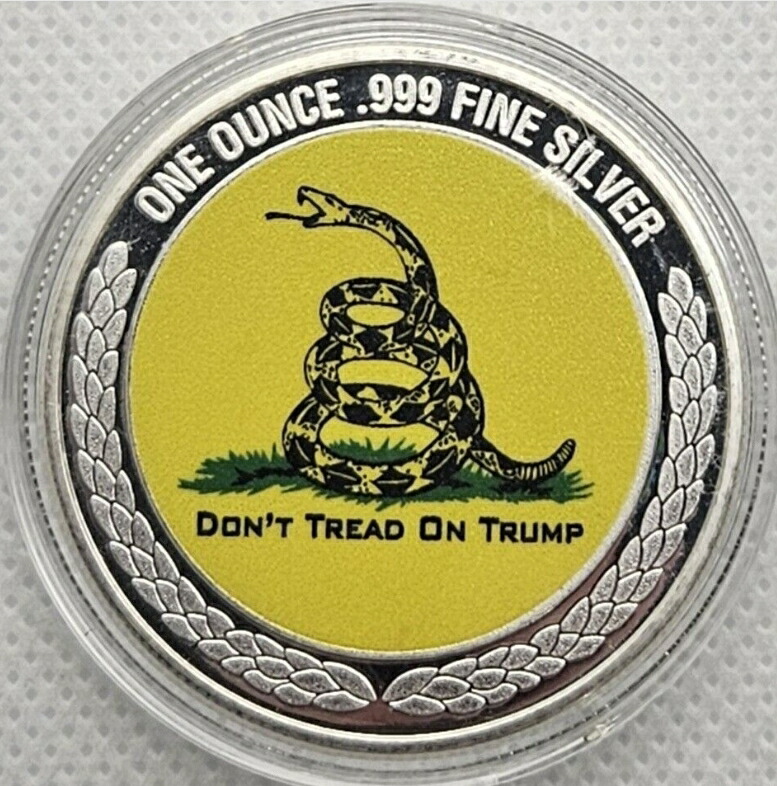 ONE OUNCE .999 FINE SILVER
DON'T TREAD ON TRUMP